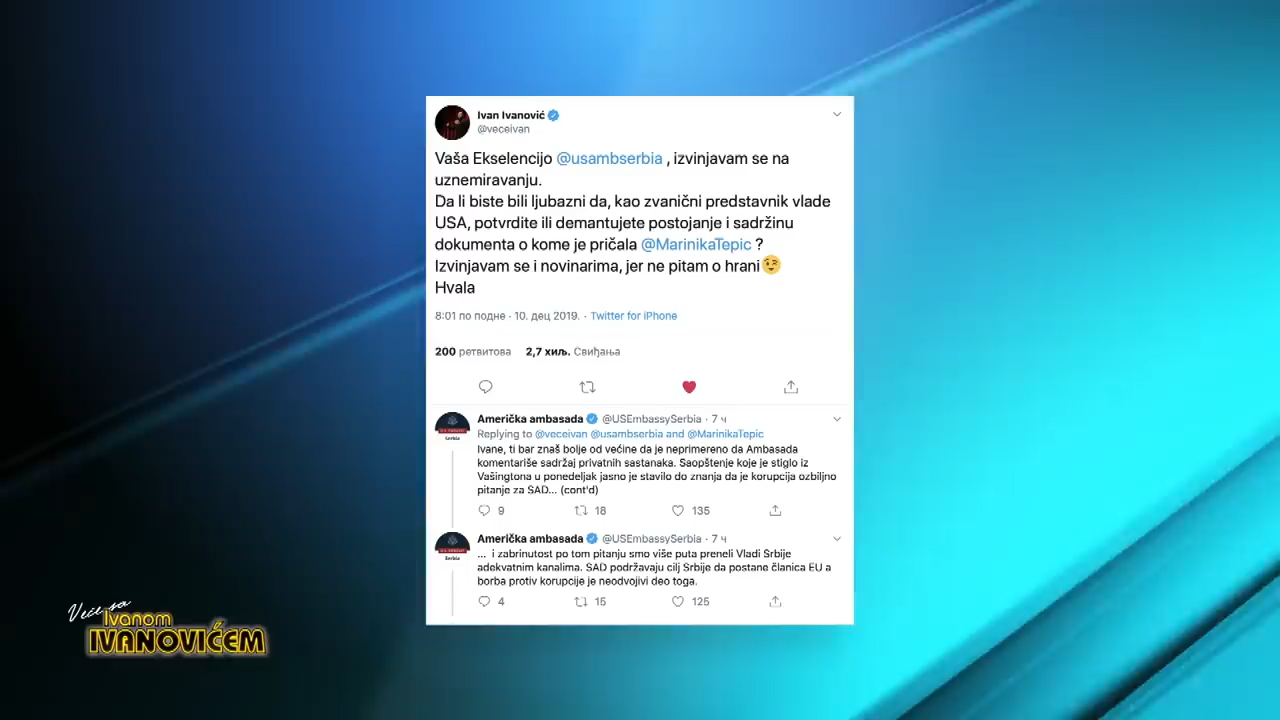 Ivan Ivanović
@veceivan
Vaša Ekselencijo @usambserbia , izvinjavam se na
uznemiravanju.
Da li biste bili ljubazni da, kao zvanični predstavnik vlade
USA, potvrdite ili demantujete postojanje i sadržinu
dokumenta o kome je pričala @MarinikaTepic ?
Izvinjavam se i novinarima, jer ne pitam o hrani😉
Hvala
8:01 по подне · 10. дец 2019. · Twitter for iPhone
200 ретвитова 2,7 хиљ. Свиђања
Američka ambasada @USEmbassySerbia · 7 ч
Replying to @veceivan @usambserbia and @MarinikaTepic
Ivane, ti bar znaš bolje od većine da je neprimereno da Ambasada
komentariše sadržaj privatnih sastanaka. Saopštenje koje je stiglo iz
Vašingtona u ponedeljak jasno je stavilo do znanja da je korupcija ozbiljno
pitanje za SAD... (cont'd)
9 18 135
Američka ambasada @USEmbassySerbia · 7 ч
... i zabrinutost po tom pitanju smo više puta preneli Vladi Srbije
adekvatnim kanalima. SAD podržavaju cilj Srbije da postane članica EU a
borba protiv korupcije je neodvojivi deo toga.
4 15 125
Veče sa
Ivanom
IVANOVIĆEM